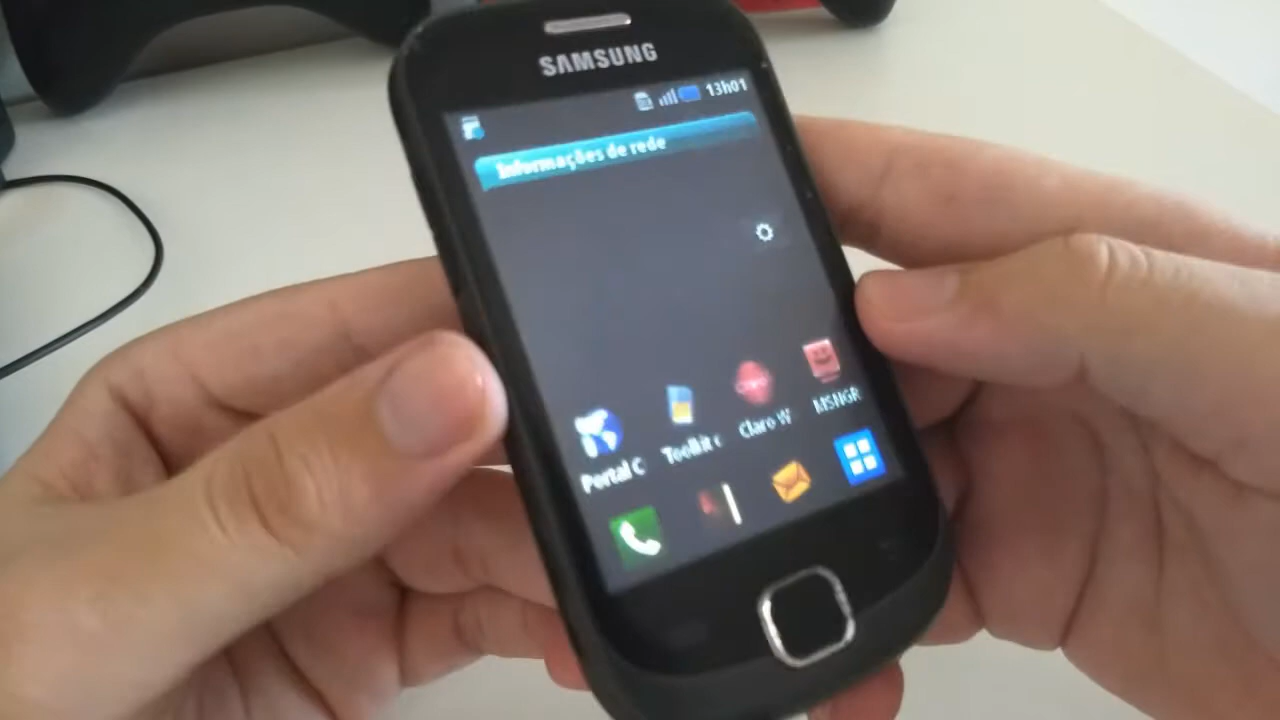 SAMSUNG
13h01
Informações de rede
Portal C
Toolkit c
Claro W
MSNGR